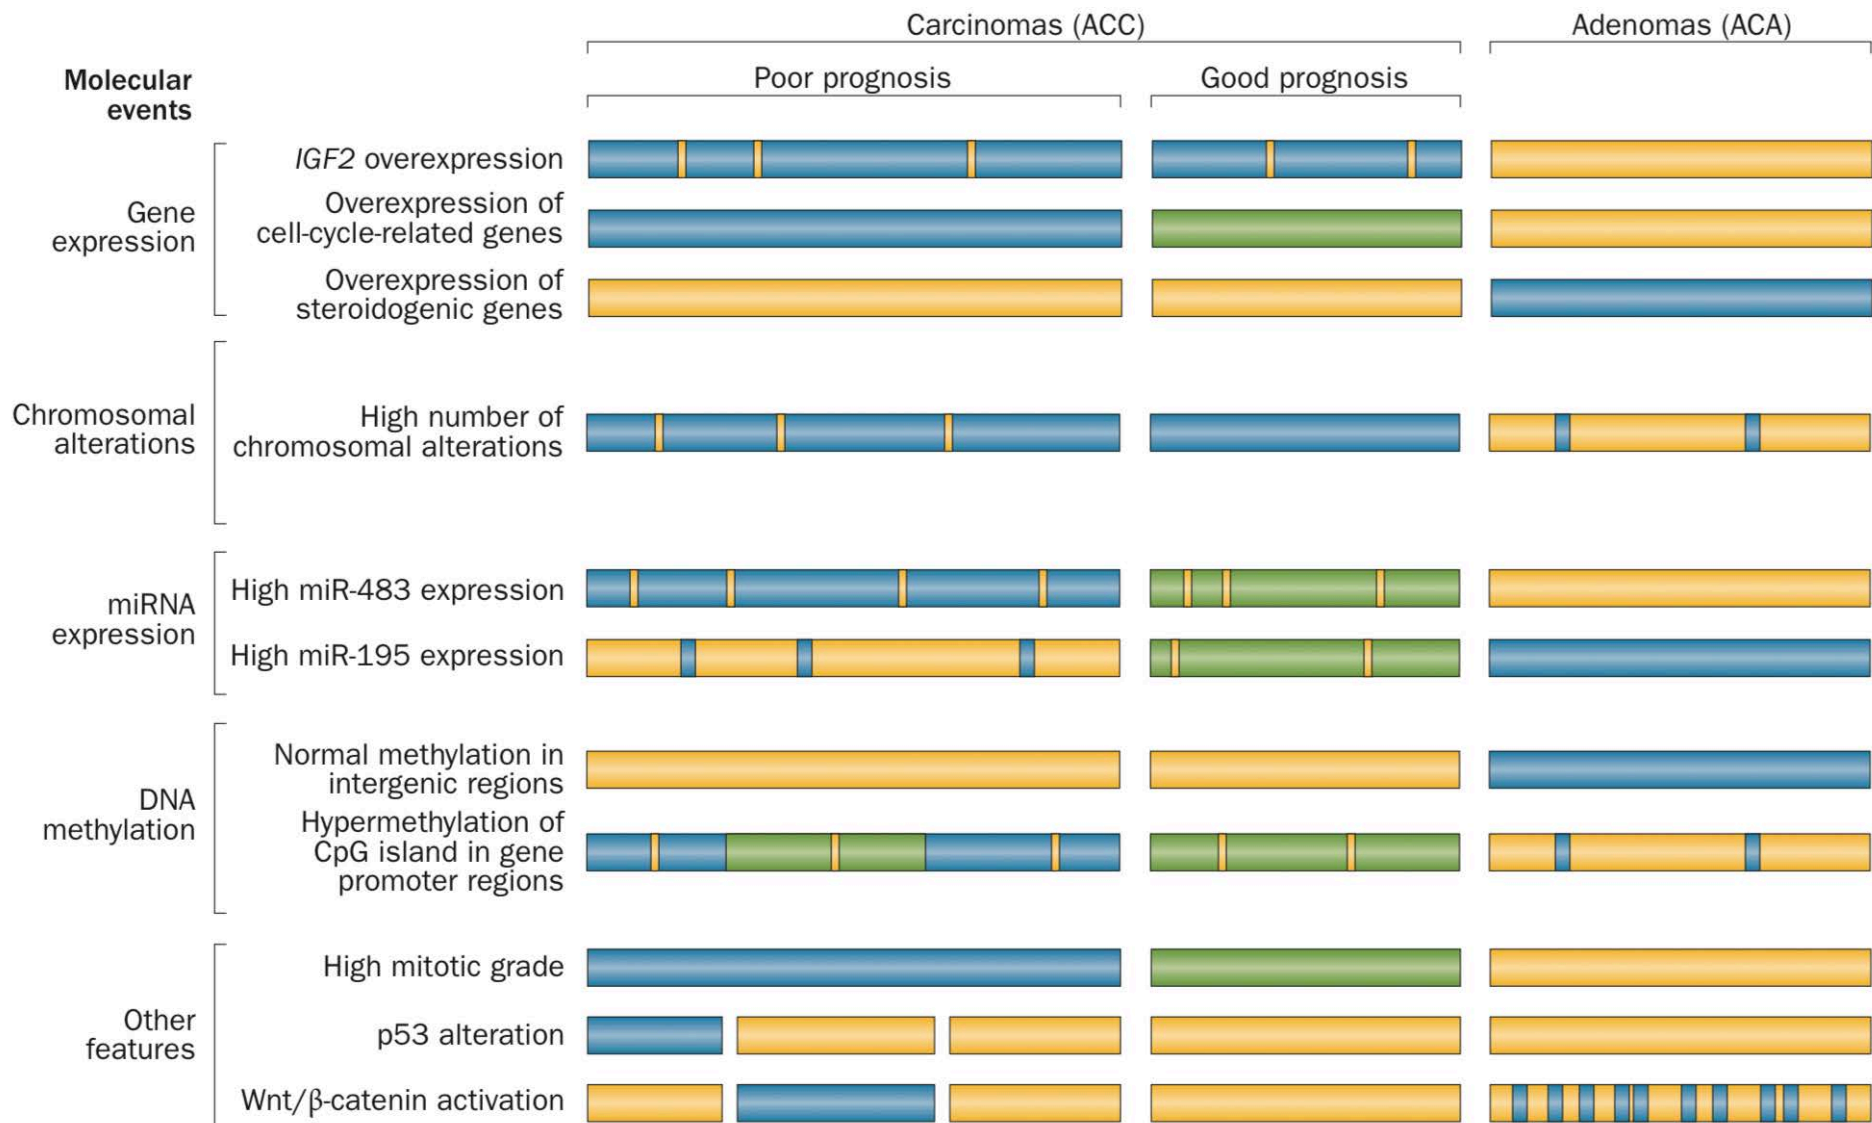 Carcinomas (ACC)
Adenomas (ACA)
Molecular
events
Poor prognosis
Good prognosis
Gene
expression
IGF2 overexpression
Overexpression of
cell-cycle-related genes
Overexpression of
steroidogenic genes
Chromosomal
alterations
High number of
chromosomal alterations
miRNA
expression
High miR-483 expression
High miR-195 expression
DNA
methylation
Normal methylation in
intergenic regions
Hypermethylation of
CpG island in gene
promoter regions
Other
features
High mitotic grade
p53 alteration
Wnt/β-catenin activation